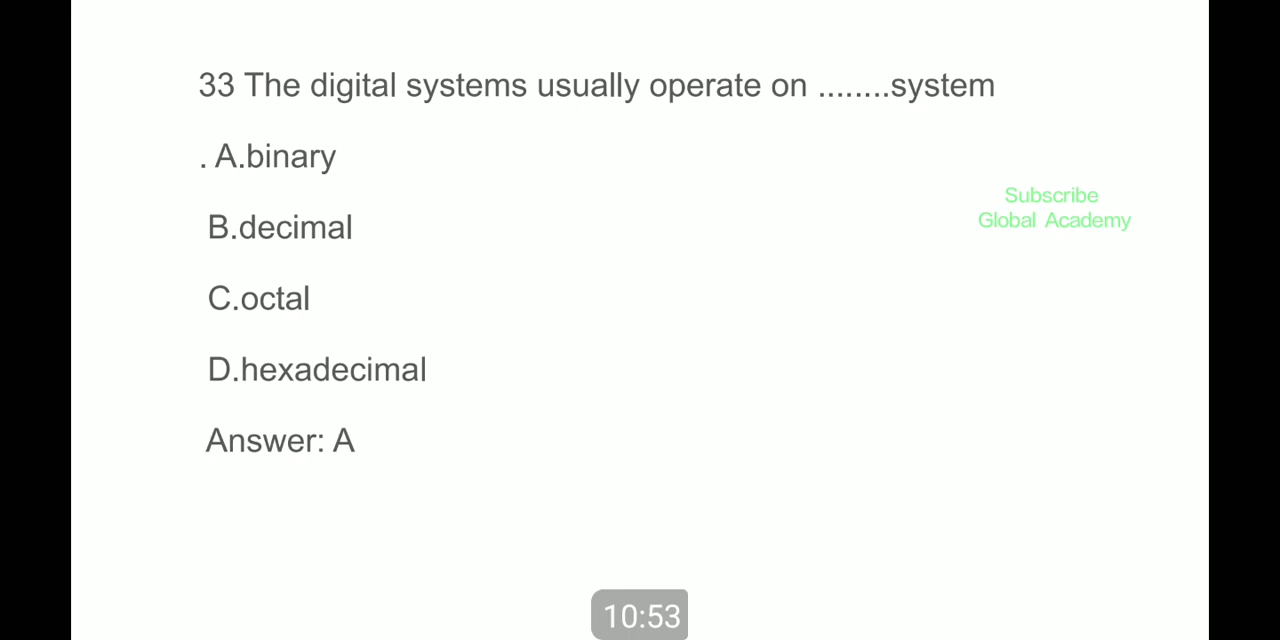 33 The digital systems usually operate on ........system
. A.binary
Subscribe
Global Academy
B.decimal
C.octal
D.hexadecimal
Answer: A
10:53